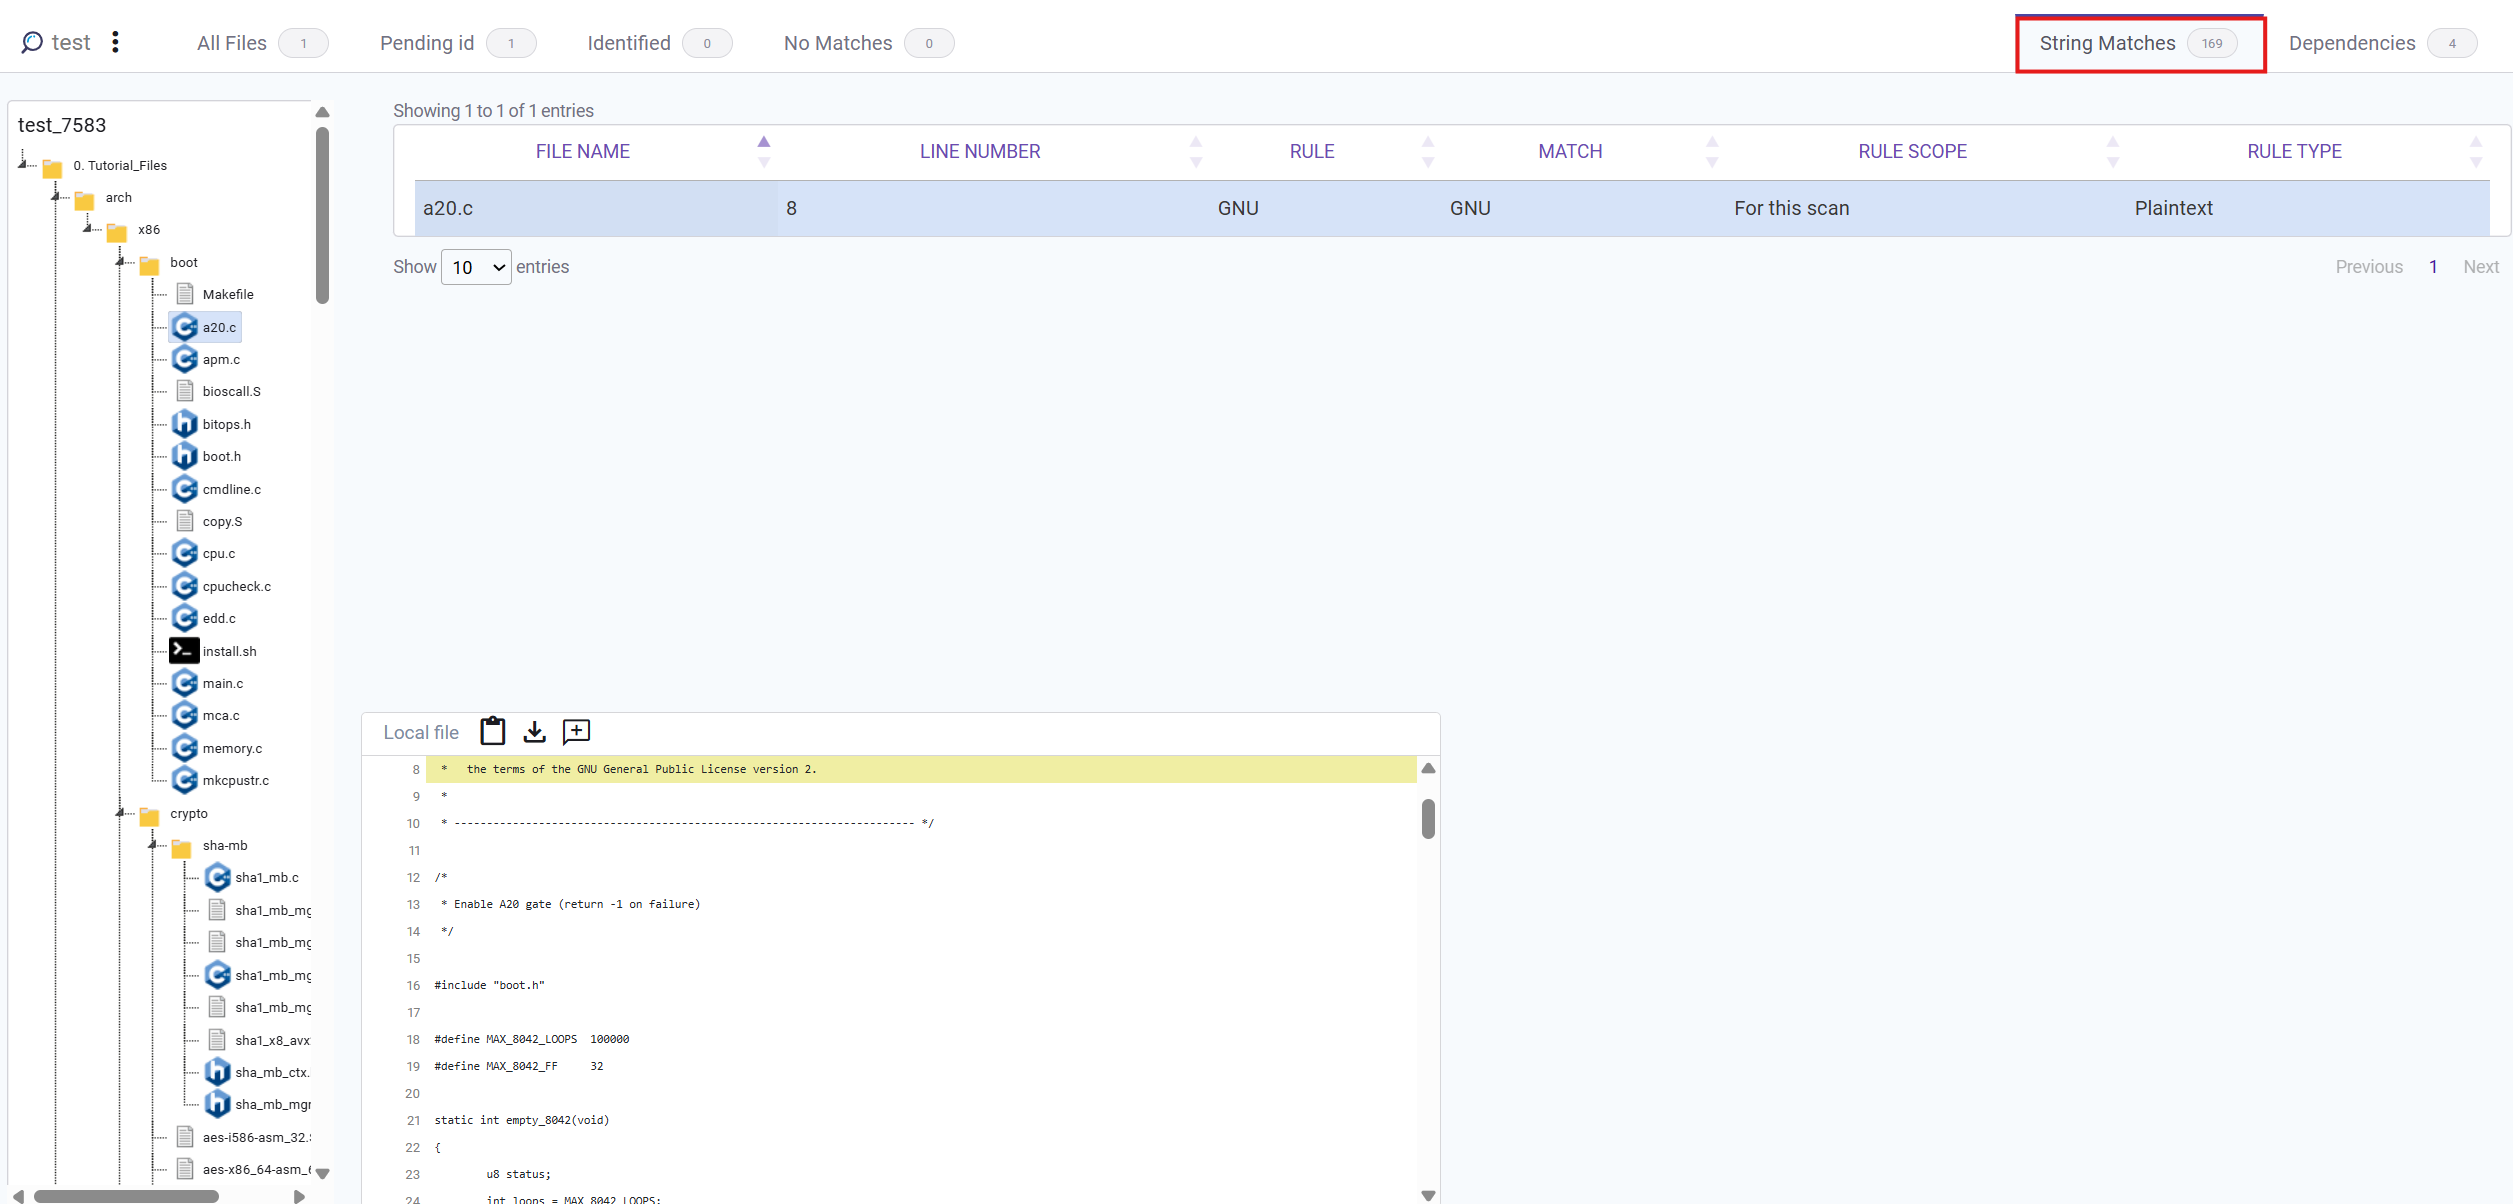 test
All Files 1
Pending id 1
Identified 0
No Matches 0
String Matches 169
Dependencies 4
test_7583
0. Tutorial_Files
arch
x86
boot
Makefile
a20.c
apm.c
bioscall.S
bitops.h
boot.h
cmdline.c
copy.S
cpu.c
cpucheck.c
edd.c
install.sh
main.c
mca.c
memory.c
mkcpustr.c
crypto
sha-mb
sha1_mb.c
sha1_mb_mg
sha1_mb_mg
sha1_mb_mg
sha1_mb_mg
sha1_x8_avx
sha_mb_ctx.
sha_mb_mgr
aes-i586-asm_32.
aes-x86_64-asm_
Showing 1 to 1 of 1 entries
FILE NAME LINE NUMBER RULE MATCH RULE SCOPE RULE TYPE
a20.c 8 GNU GNU For this scan Plaintext
Show 10 entries
Previous 1 Next
Local file
8 * the terms of the GNU General Public License version 2.
9 *
10 * ----------------------------------------------------------------------- */
11
12 /*
13 * Enable A20 gate (return -1 on failure)
14 */
15
16 #include "boot.h"
17
18 #define MAX_8042_LOOPS 100000
19 #define MAX_8042_FF 32
20
21 static int empty_8042(void)
22 {
23 u8 status;
24 int loops = MAX_8042_LOOPS;